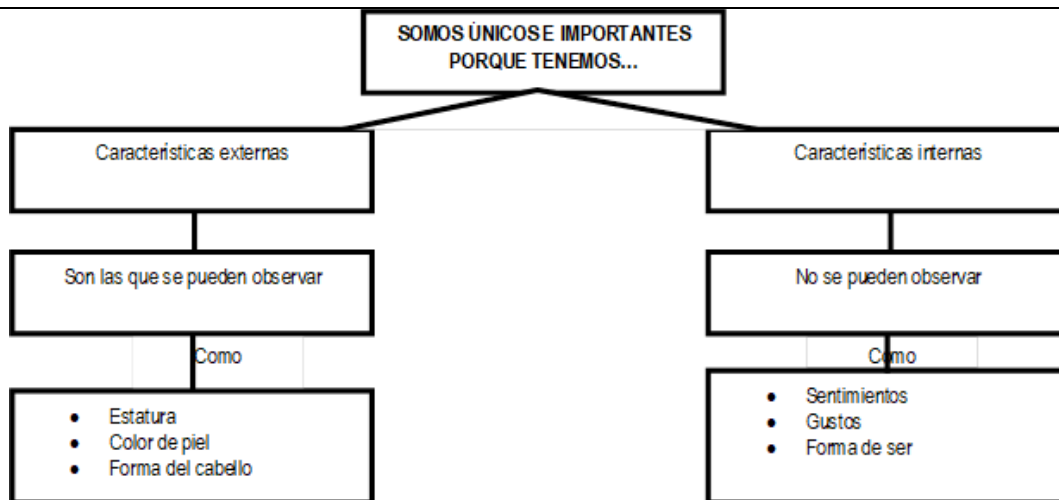 SOMOS ÚNICOS E IMPORTANTES
PORQUE TENEMOS...
Características externas
Características internas
Son las que se pueden observar
No se pueden observar
Como
Como
● Estatura
● Color de piel
● Forma del cabello
● Sentimientos
● Gustos
● Forma de ser